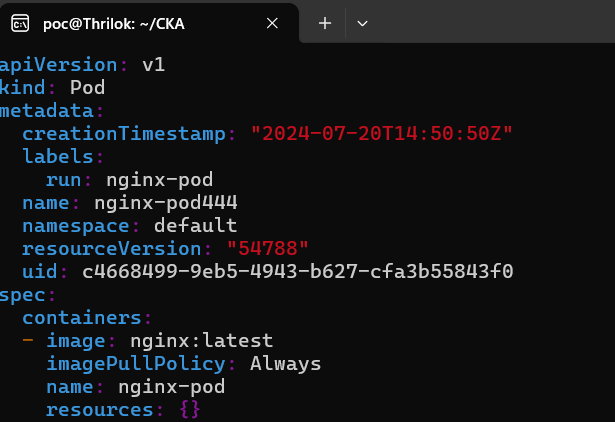 poc@Thrilok: ~/CKA
apiVersion: v1
kind: Pod
metadata:
  creationTimestamp: "2024-07-20T14:50:50Z"
  labels:
    run: nginx-pod
  name: nginx-pod444
  namespace: default
  resourceVersion: "54788"
  uid: c4668499-9eb5-4943-b627-cfa3b55843f0
spec:
  containers:
  - image: nginx:latest
    imagePullPolicy: Always
    name: nginx-pod
    resources: {}